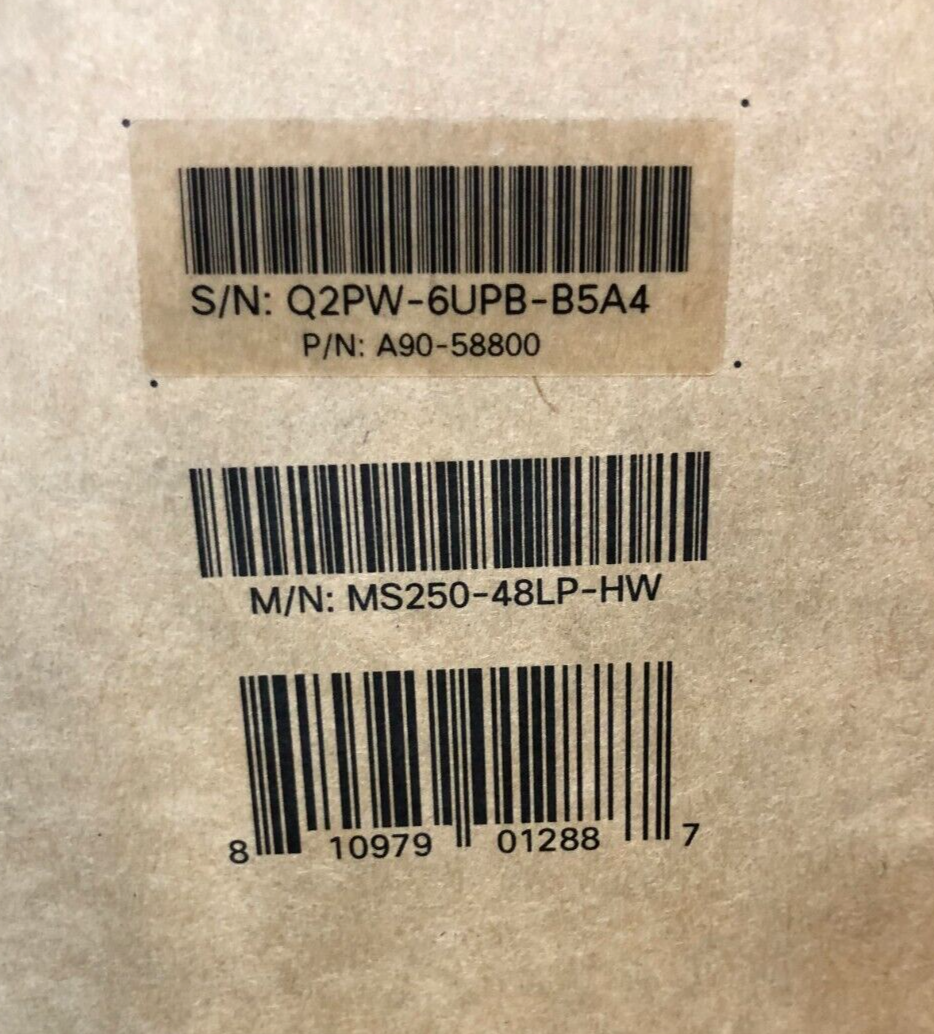 S/N: Q2PW-6UPB-B5A4
P/N: A90-58800
M/N: MS250-48LP-HW
8 10979 01288 7